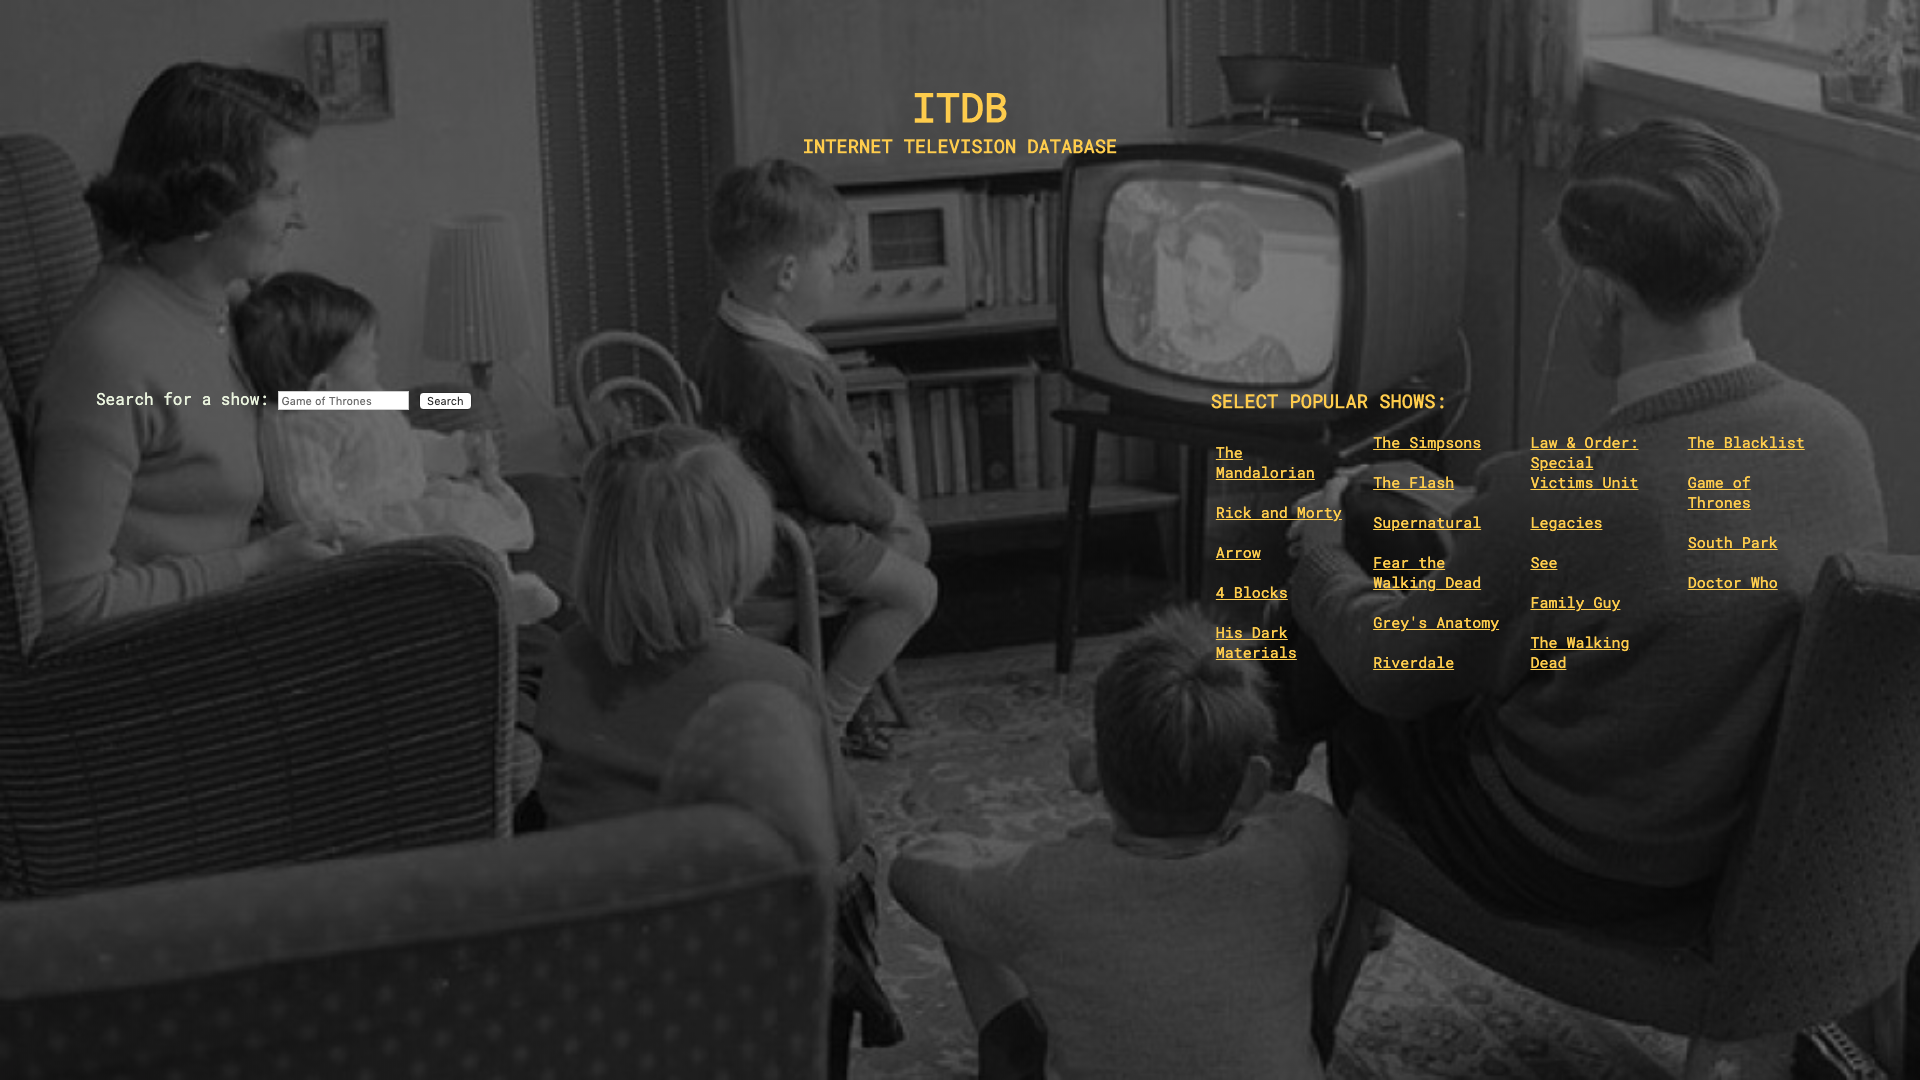 ITDB
INTERNET TELEVISION DATABASE
Search for a show: Game of Thrones Search
SELECT POPULAR SHOWS:
The
Mandalorian
Rick and Morty
Arrow
4 Blocks
His Dark
Materials
The Simpsons
The Flash
Supernatural
Fear the
Walking Dead
Grey's Anatomy
Riverdale
Law & Order:
Special
Victims Unit
Legacies
See
Family Guy
The Walking
Dead
The Blacklist
Game of
Thrones
South Park
Doctor Who